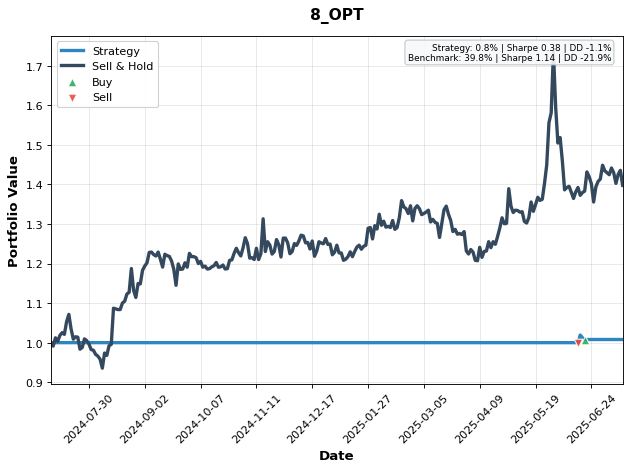 8_OPT
Strategy: 0.8% | Sharpe 0.38 | DD -1.1%
Benchmark: 39.8% | Sharpe 1.14 | DD -21.9%
Strategy
Sell & Hold
Buy
Sell
Portfolio Value
1.7
1.6
1.5
1.4
1.3
1.2
1.1
1.0
0.9
2024-07-30
2024-09-02
2024-10-07
2024-11-11
2024-12-17
2025-01-27
2025-03-05
2025-04-09
2025-05-19
2025-06-24
Date